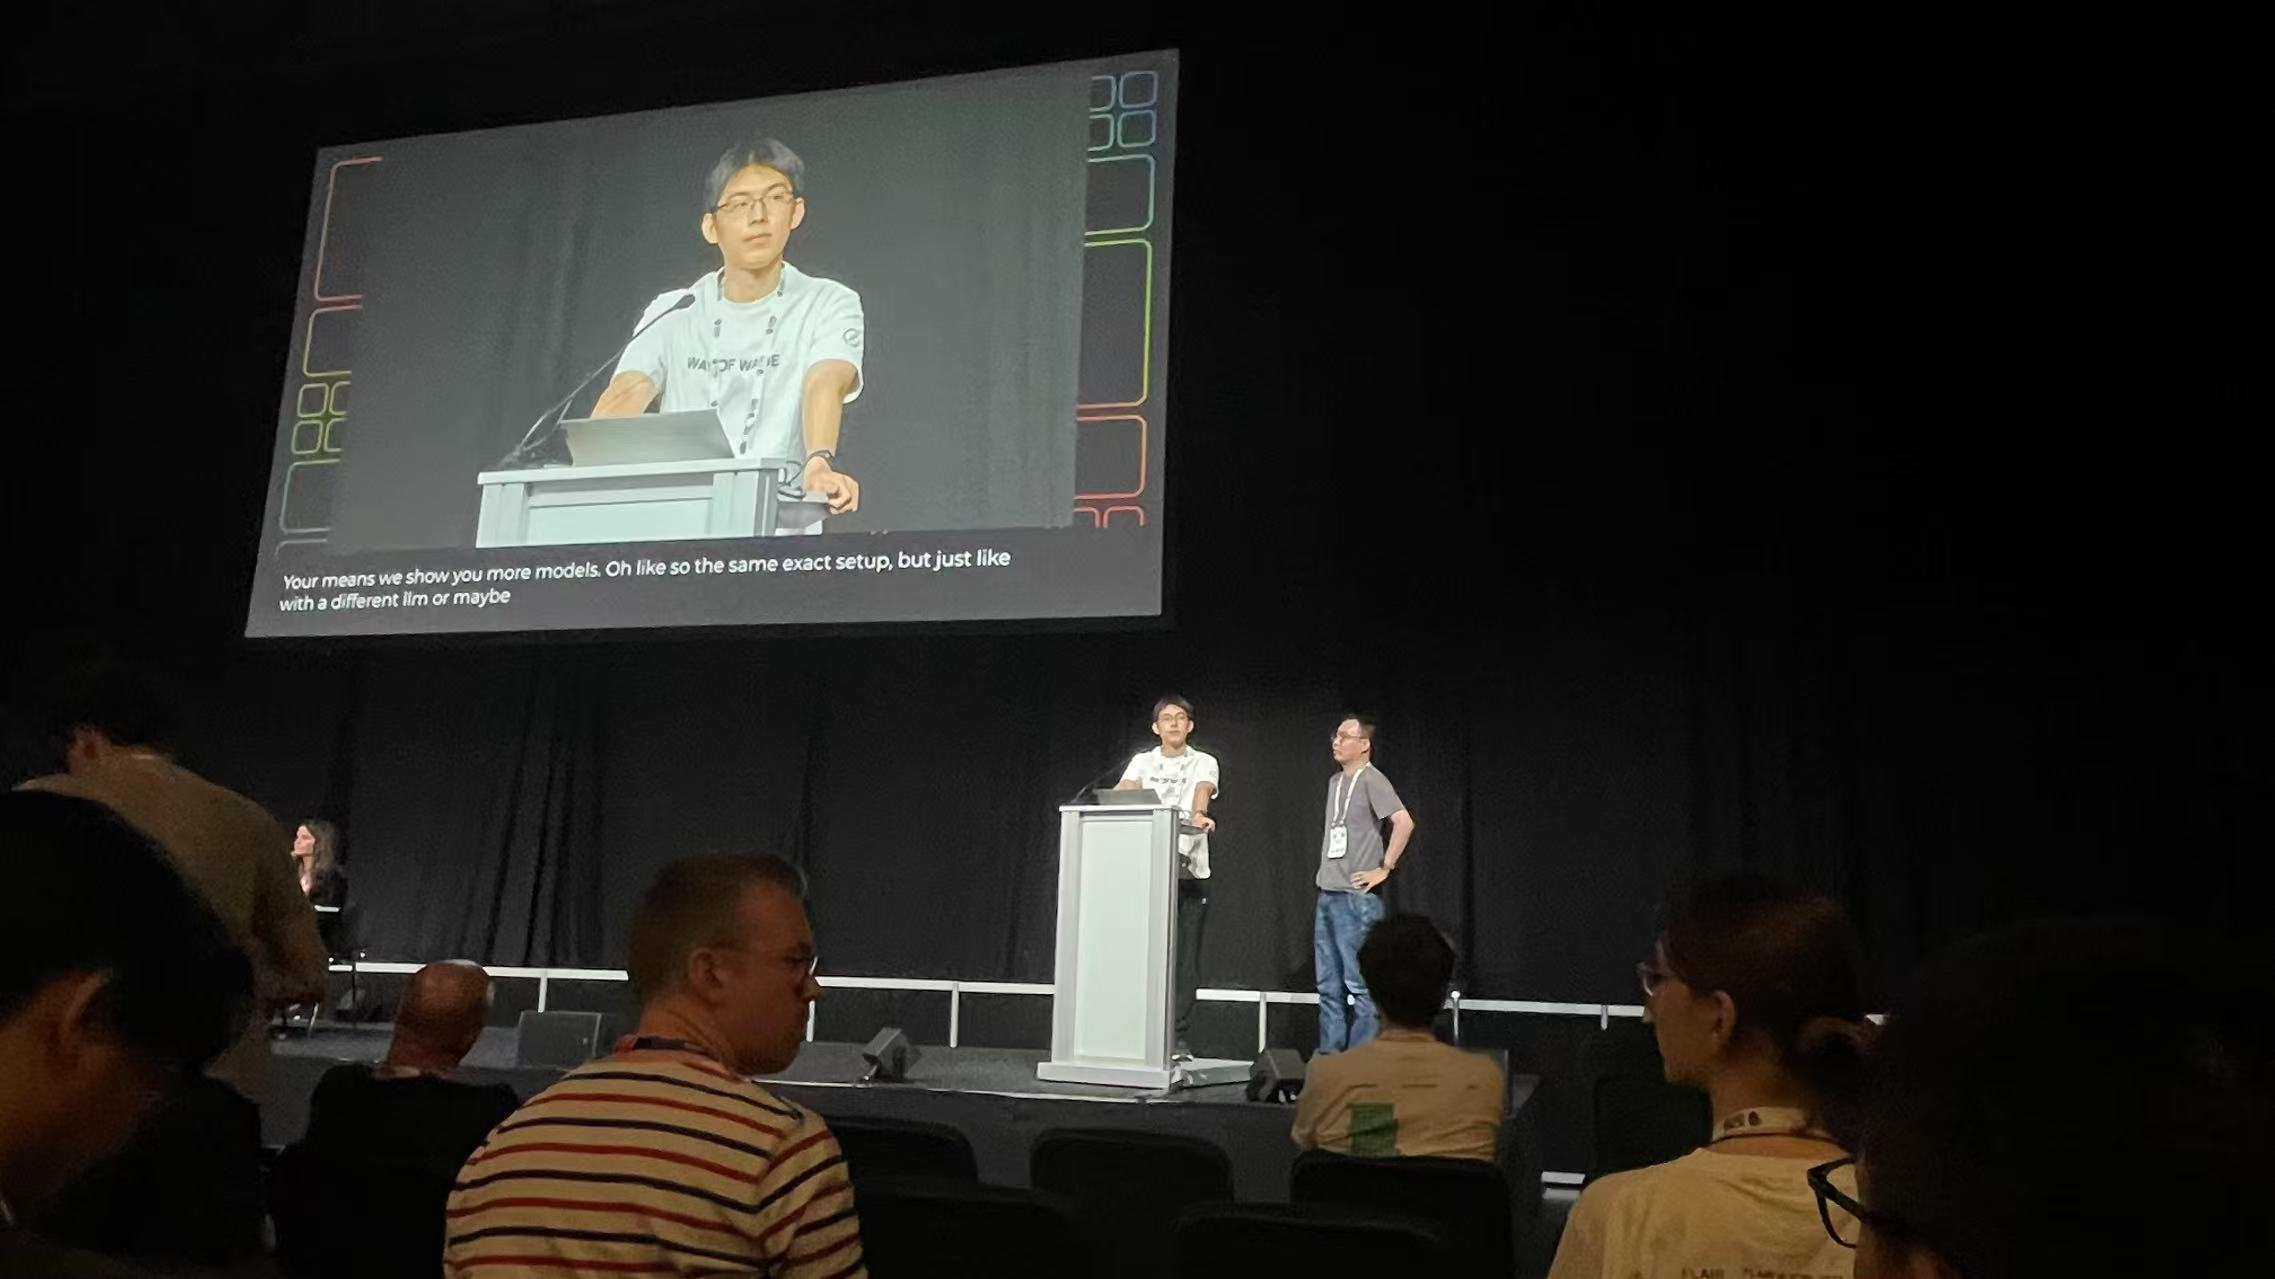 Your means we show you more models. Oh like so the same exact setup, but just like
with a different llm or maybe